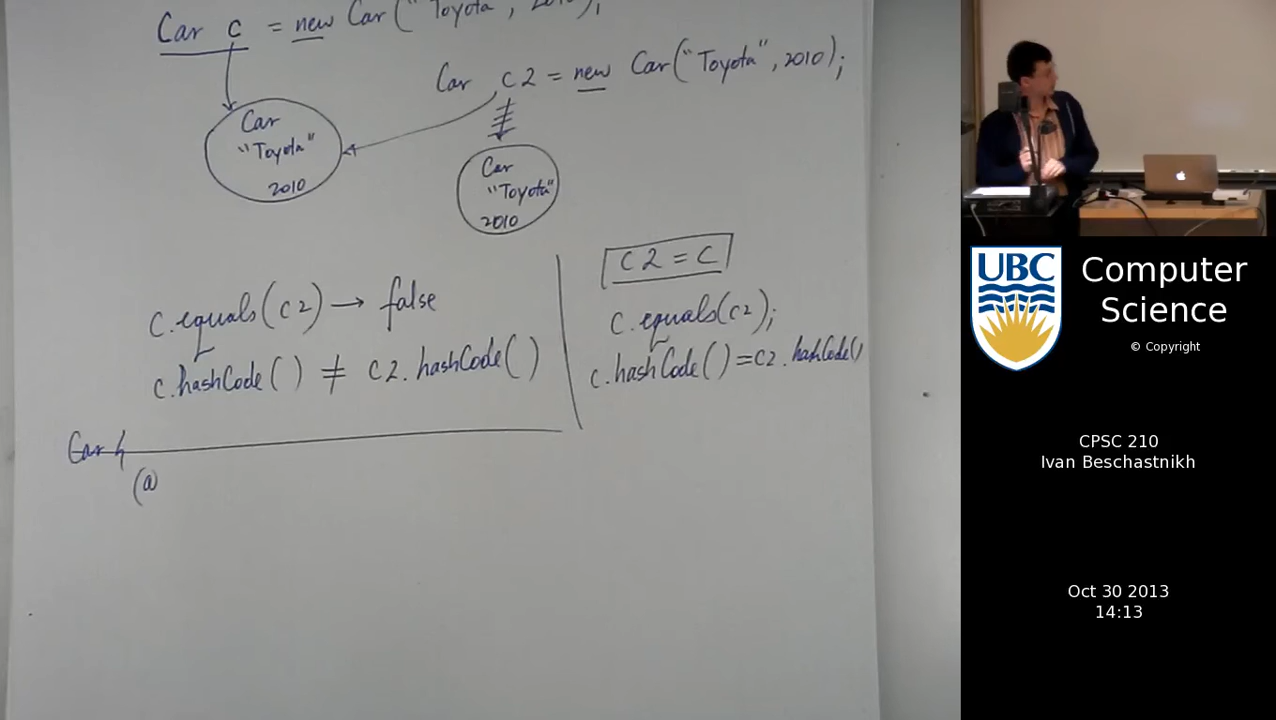 Car c = new Car("Toyota", 2010);
Car c2 = new Car("Toyota", 2010);
Car
"Toyota"
2010
Car
"Toyota"
2010
c.equals(c2) → false
c.hashCode() ≠ c2.hashCode()
c2 = c
c.equals(c2);
c.hashCode() = c2.hashCode()
Car {
@
UBC
Computer
Science
© Copyright
CPSC 210
Ivan Beschastnikh
Oct 30 2013
14:13